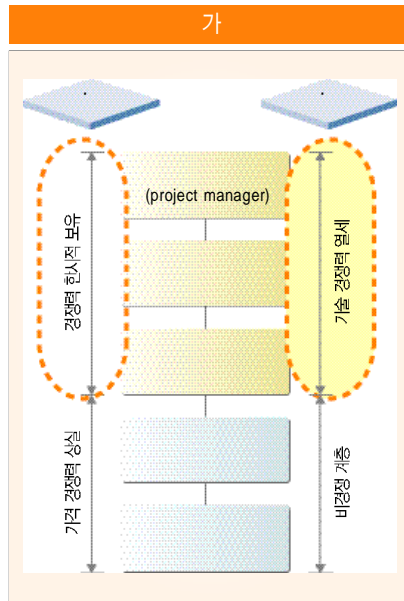 가
(project manager)
경쟁력 한시적 보유
기술 경쟁력 열세
가격 경쟁력 상실
비경쟁 계층